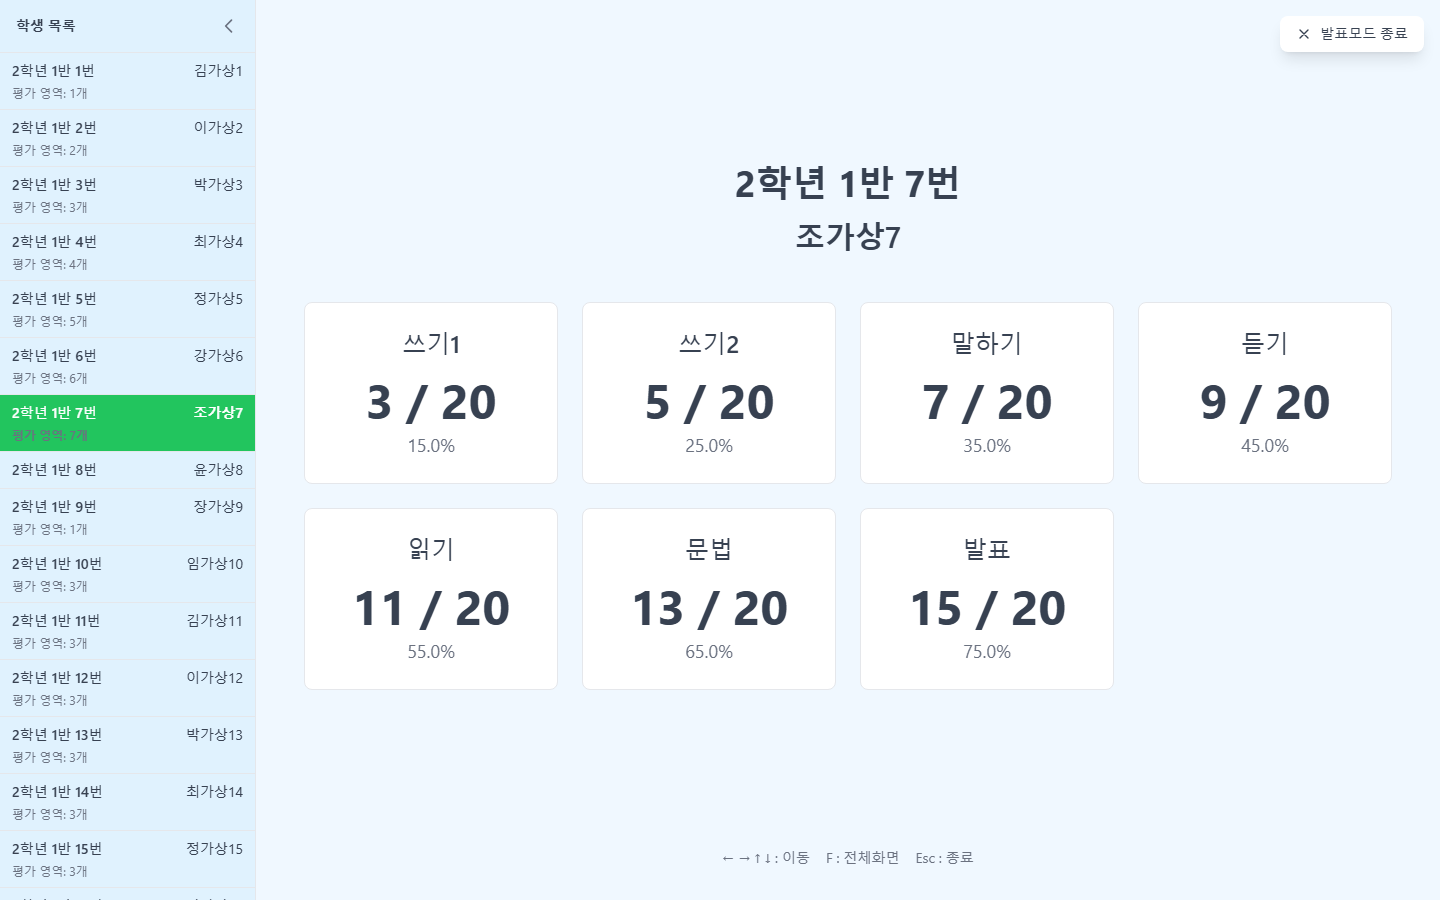 학생 목록
2학년 1반 1번 김가상1
평가 영역: 1개
2학년 1반 2번 이가상2
평가 영역: 2개
2학년 1반 3번 박가상3
평가 영역: 3개
2학년 1반 4번 최가상4
평가 영역: 4개
2학년 1반 5번 정가상5
평가 영역: 5개
2학년 1반 6번 강가상6
평가 영역: 6개
2학년 1반 7번 조가상7
평가 영역: 7개
2학년 1반 8번 윤가상8
2학년 1반 9번 장가상9
평가 영역: 1개
2학년 1반 10번 임가상10
평가 영역: 3개
2학년 1반 11번 김가상11
평가 영역: 3개
2학년 1반 12번 이가상12
평가 영역: 3개
2학년 1반 13번 박가상13
평가 영역: 3개
2학년 1반 14번 최가상14
평가 영역: 3개
2학년 1반 15번 정가상15
평가 영역: 3개
발표모드 종료
2학년 1반 7번
조가상7
쓰기1
3 / 20
15.0%
쓰기2
5 / 20
25.0%
말하기
7 / 20
35.0%
듣기
9 / 20
45.0%
읽기
11 / 20
55.0%
문법
13 / 20
65.0%
발표
15 / 20
75.0%
← → ↑ ↓ : 이동 F : 전체화면 Esc : 종료